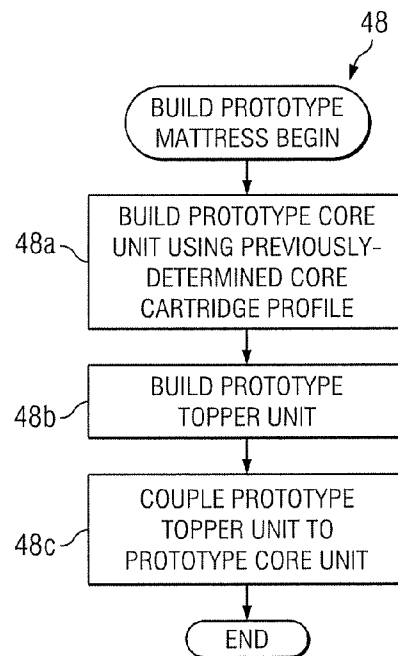 48
BUILD PROTOTYPE
MATTRESS BEGIN
48a
BUILD PROTOTYPE CORE
UNIT USING PREVIOUSLY-
DETERMINED CORE
CARTRIDGE PROFILE
48b
BUILD PROTOTYPE
TOPPER UNIT
48c
COUPLE PROTOTYPE
TOPPER UNIT TO
PROTOTYPE CORE UNIT
END